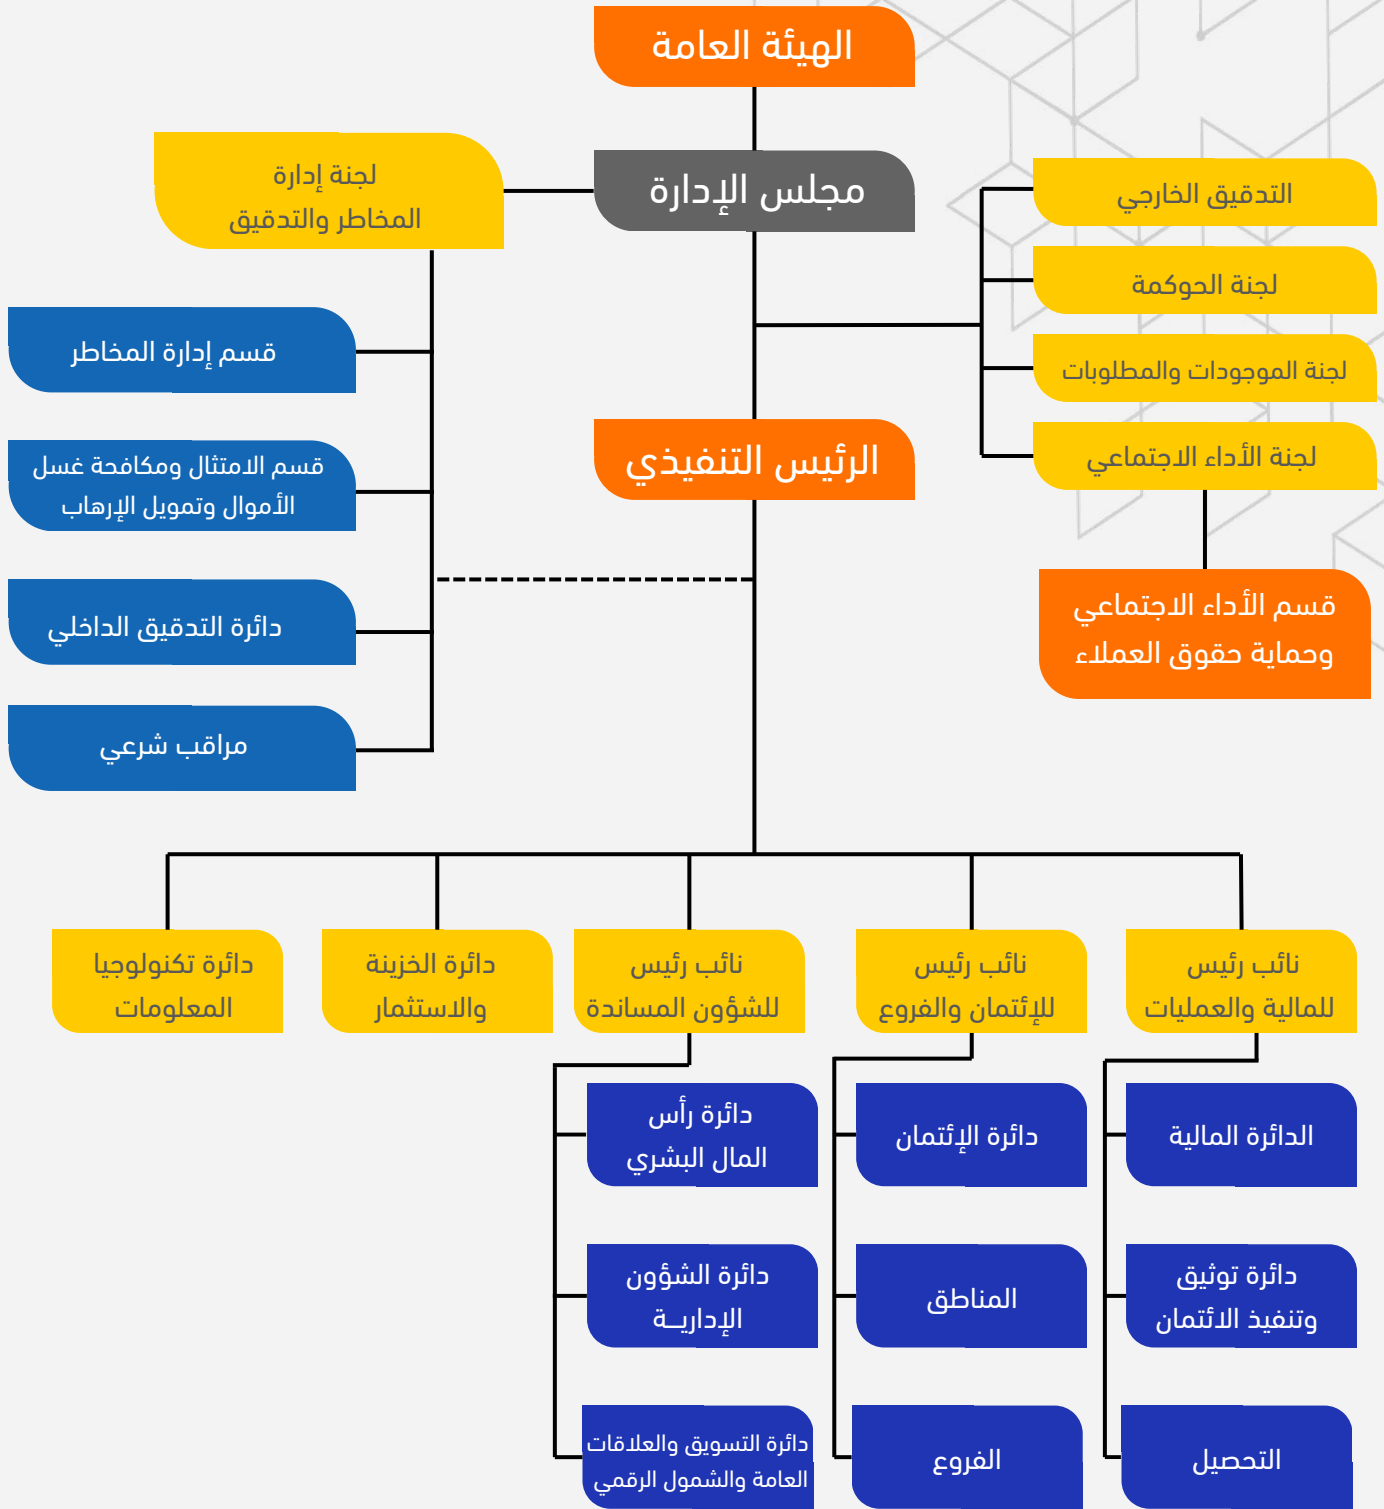 الهيئة العامة
مجلس الإدارة
لجنة إدارة
المخاطر والتدقيق
التدقيق الخارجي
لجنة الحوكمة
لجنة الموجودات والمطلوبات
لجنة الأداء الاجتماعي
قسم الأداء الاجتماعي
وحماية حقوق العملاء
قسم إدارة المخاطر
قسم الامتثال ومكافحة غسل
الأموال وتمويل الإرهاب
دائرة التدقيق الداخلي
مراقب شرعي
الرئيس التنفيذي
نائب رئيس
للمالية والعمليات
نائب رئيس
للإئتمان والفروع
نائب رئيس
للشؤون المساندة
دائرة الخزينة
والاستثمار
دائرة تكنولوجيا
المعلومات
الدائرة المالية
دائرة توثيق
وتنفيذ الائتمان
التحصيل
دائرة الإئتمان
المناطق
الفروع
دائرة رأس
المال البشري
دائرة الشؤون
الإداريــة
دائرة التسويق والعلاقات
العامة والشمول الرقمي